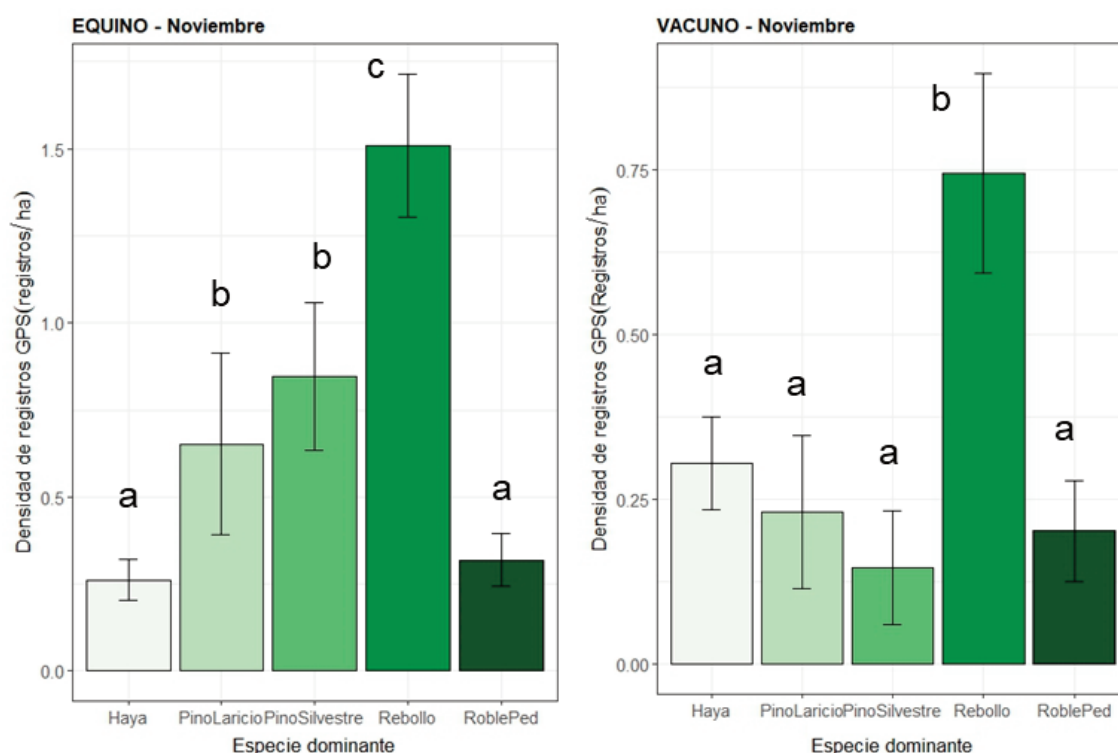 EQUINO - Noviembre
Densidad de registros GPS(registros/ha)
1.5
1.0
0.5
0.0
a
b
b
c
a
Haya PinoLaricio PinoSilvestre Rebollo RoblePed
Especie dominante
VACUNO - Noviembre
Densidad de registros GPS(Registros/ha)
0.75
0.50
0.25
0.00
a
a
a
b
a
Haya PinoLaricio PinoSilvestre Rebollo RoblePed
Especie dominante